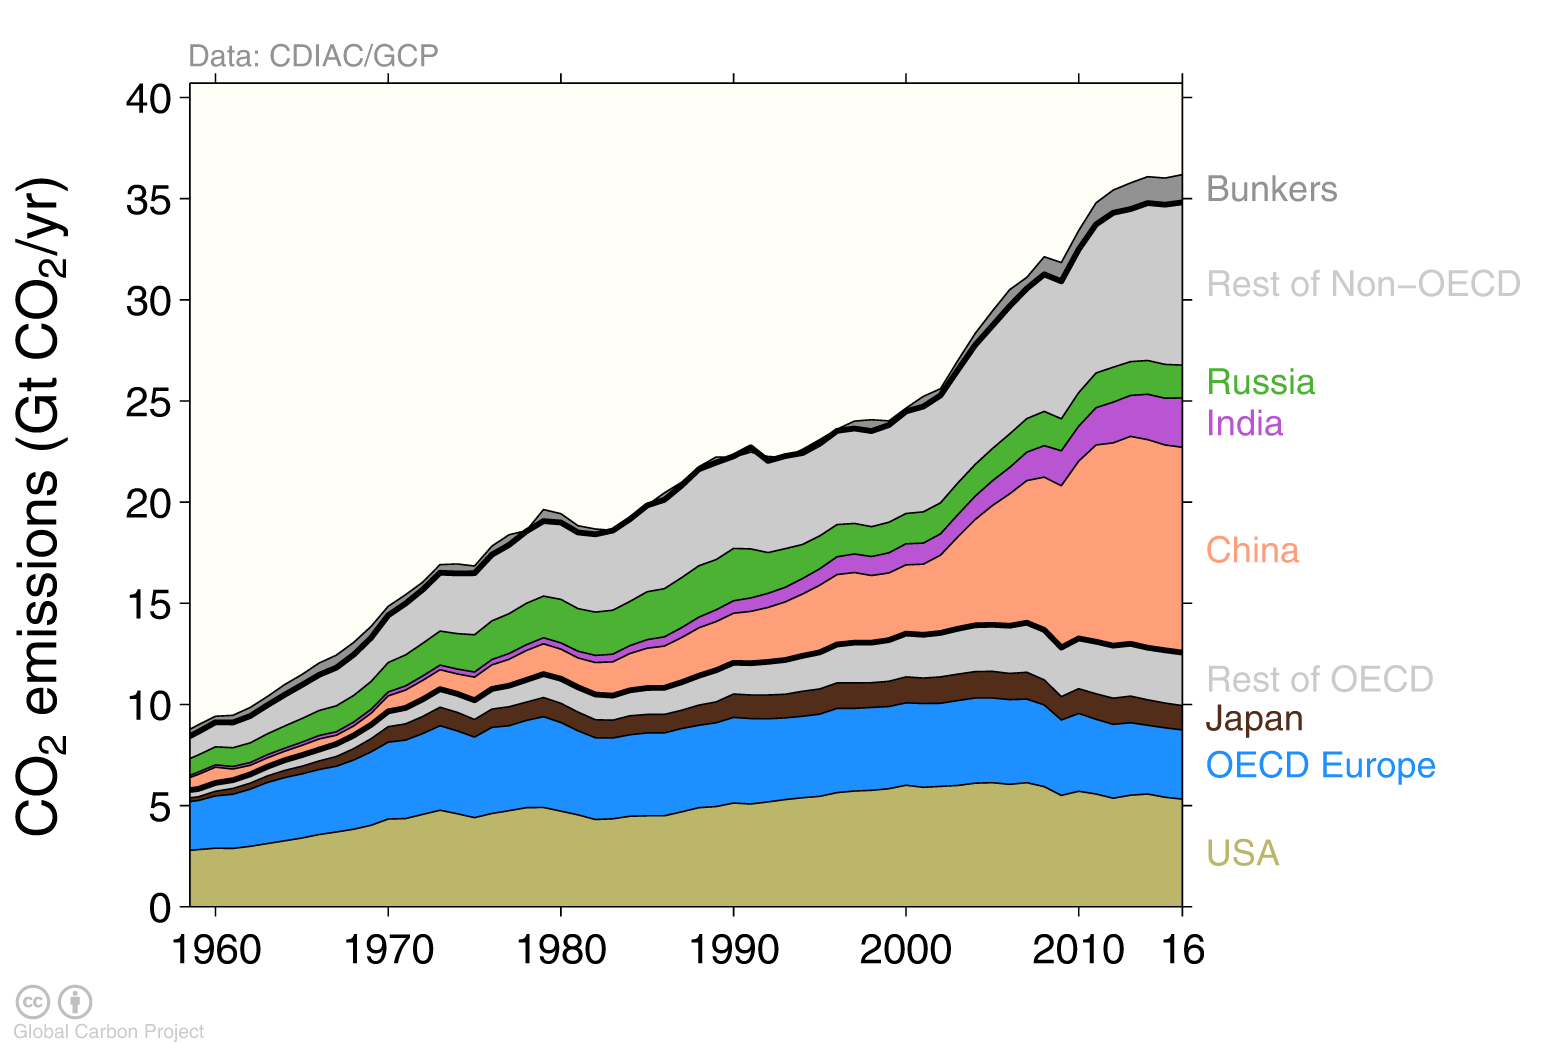 Data: CDIAC/GCP
CO₂ emissions (Gt CO₂/yr)
40
35
30
25
20
15
10
5
0
1960 1970 1980 1990 2000 2010 16
Bunkers
Rest of Non−OECD
Russia
India
China
Rest of OECD
Japan
OECD Europe
USA
cc
Global Carbon Project